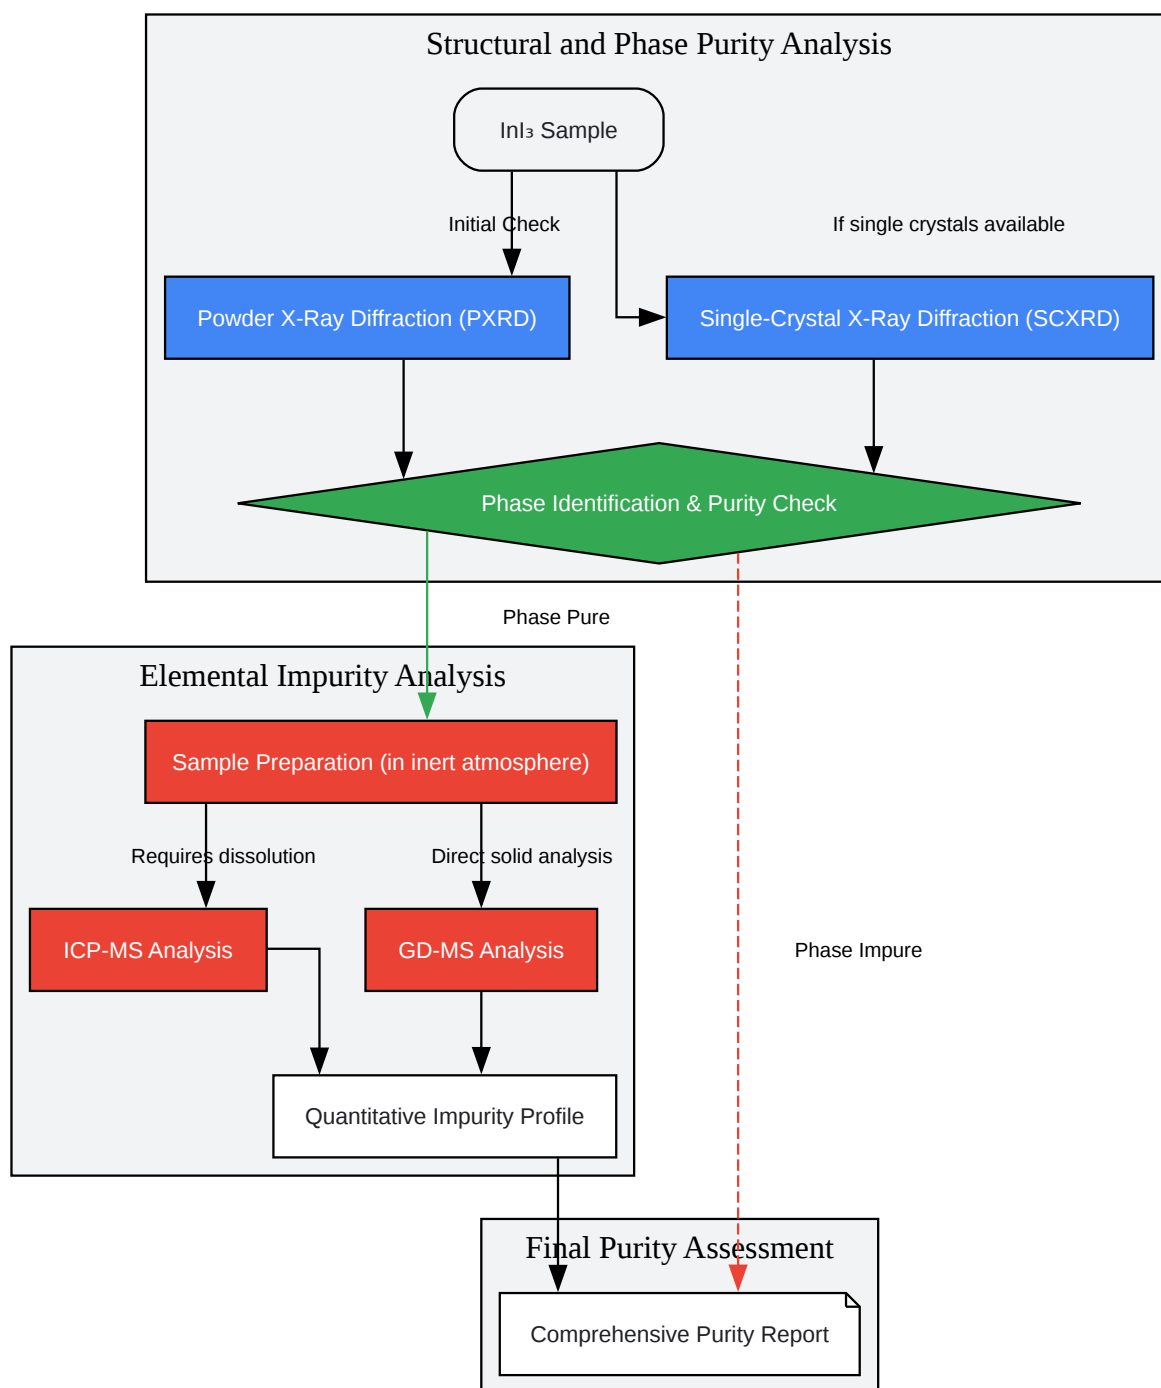 Structural and Phase Purity Analysis
InI₃ Sample
Initial Check
If single crystals available
Powder X-Ray Diffraction (PXRD)
Single-Crystal X-Ray Diffraction (SCXRD)
Phase Identification & Purity Check
Phase Pure
Elemental Impurity Analysis
Sample Preparation (in inert atmosphere)
Requires dissolution
Direct solid analysis
ICP-MS Analysis
GD-MS Analysis
Phase Impure
Quantitative Impurity Profile
Final Purity Assessment
Comprehensive Purity Report